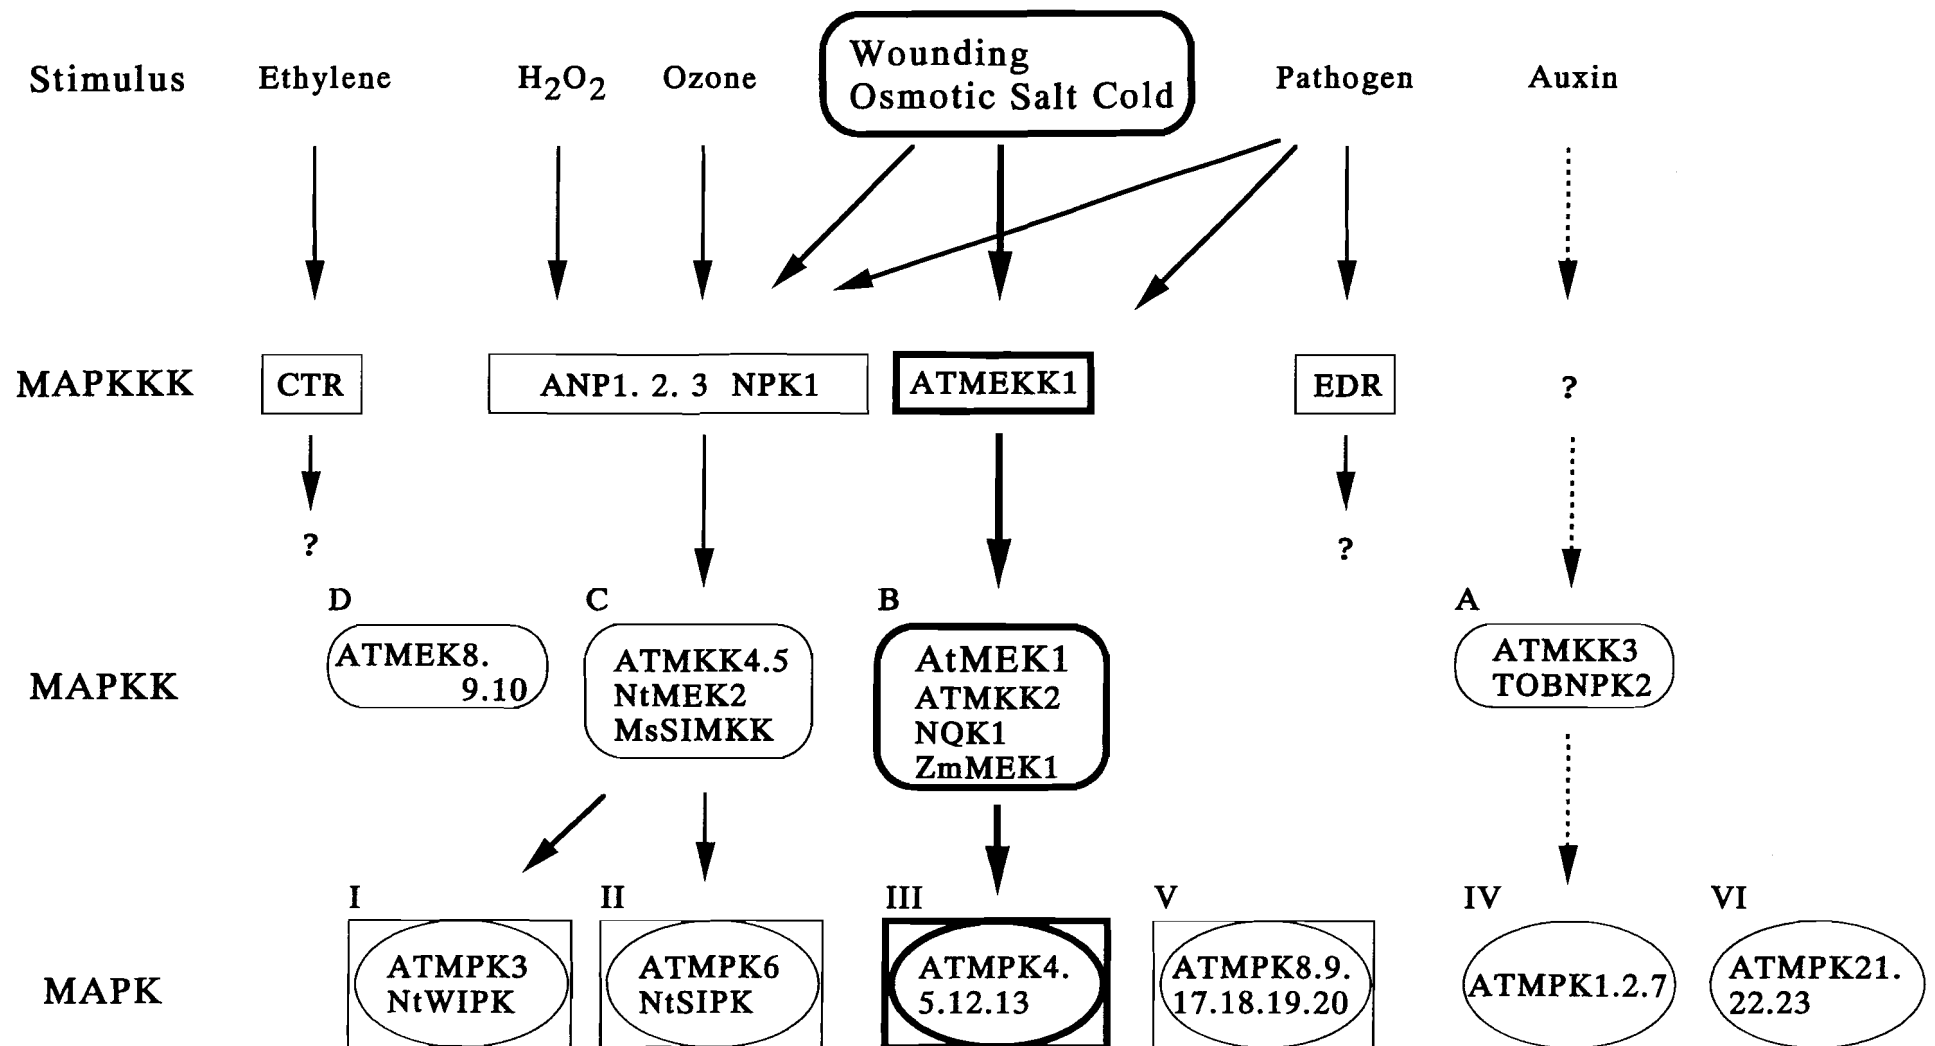 Wounding
Osmotic Salt Cold
Stimulus Ethylene H2O2 Ozone Pathogen Auxin
MAPKKK CTR ANP1. 2. 3 NPK1 ATMEKK1 EDR ?
? ?
D C B A
MAPKK
ATMEK8.
9.10
ATMKK4.5
NtMEK2
MsSIMKK
AtMEK1
ATMKK2
NQK1
ZmMEK1
ATMKK3
TOBNPK2
I II III V IV VI
MAPK
ATMPK3
NtWIPK
ATMPK6
NtSIPK
ATMPK4.
5.12.13
ATMPK8.9.
17.18.19.20
ATMPK1.2.7
ATMPK21.
22.23